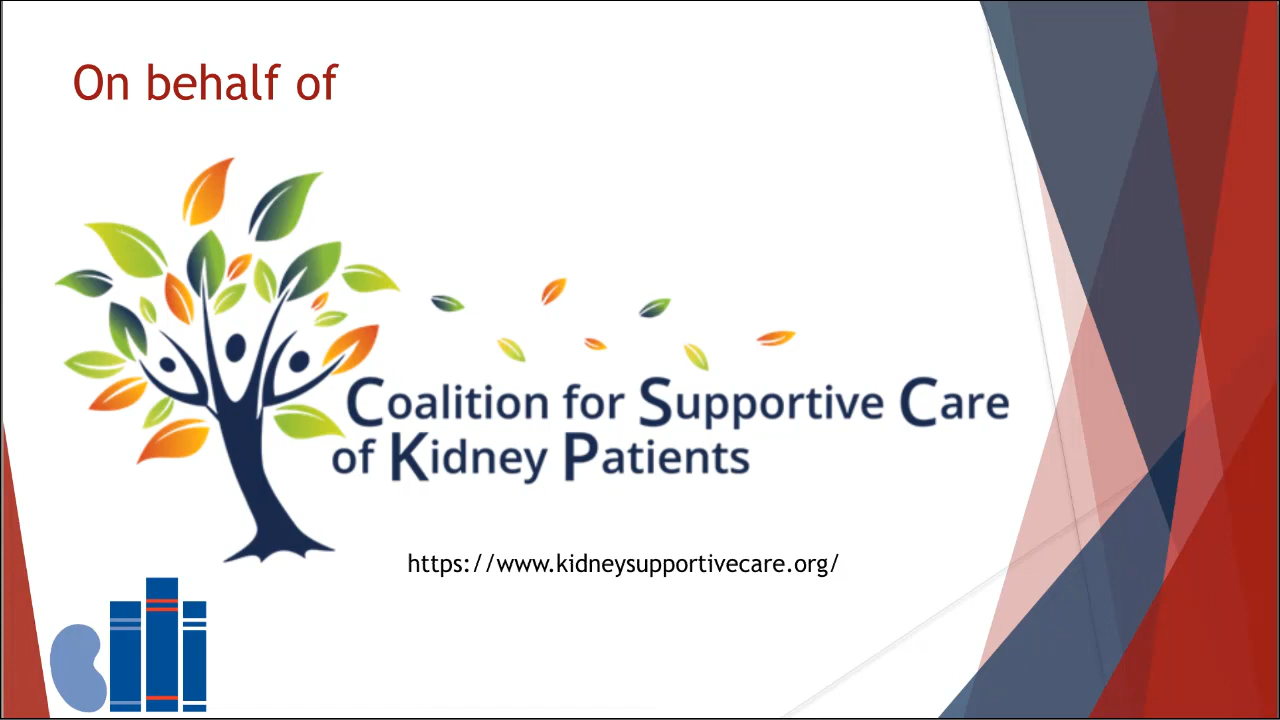 On behalf of
Coalition for Supportive Care
of Kidney Patients
https://www.kidneysupportivecare.org/